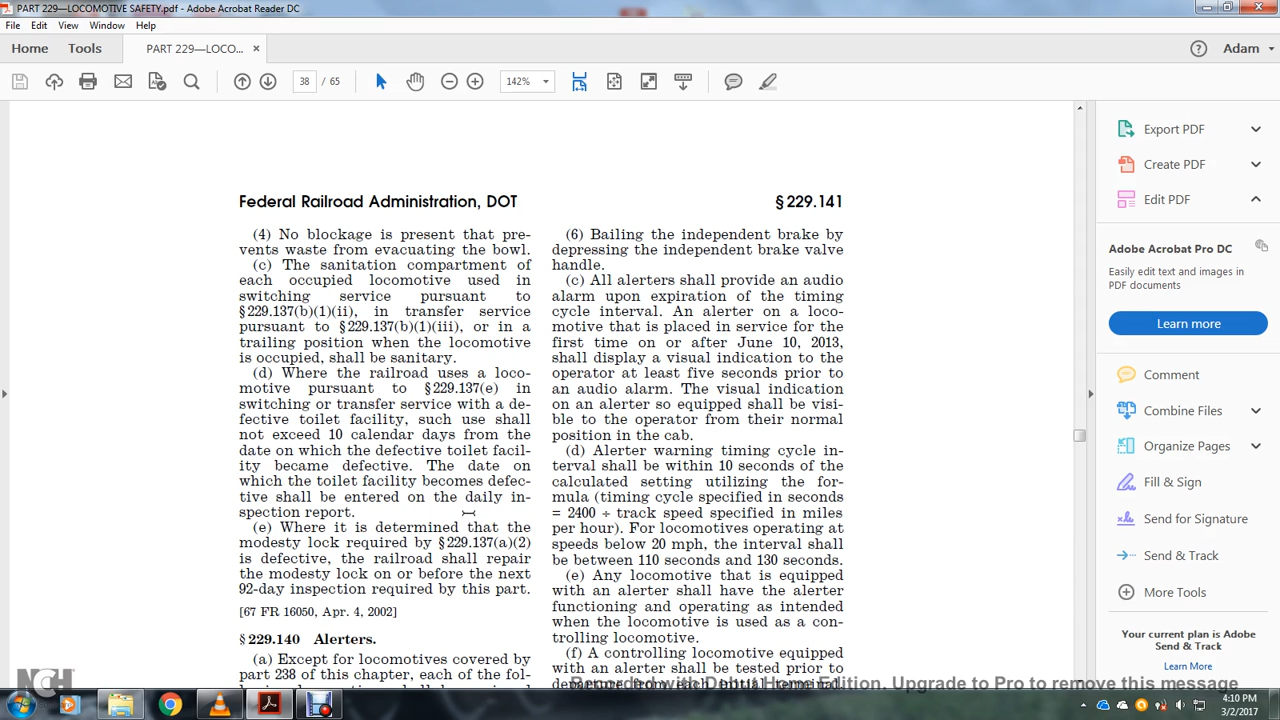 PART 229—LOCOMOTIVE SAFETY.pdf - Adobe Acrobat Reader DC
File Edit View Window Help
Home Tools PART 229—LOCO... × Adam
38 / 65 142%
Federal Railroad Administration, DOT § 229.141
(4) No blockage is present that pre-
vents waste from evacuating the bowl.
(c) The sanitation compartment of
each occupied locomotive used in
switching service pursuant to
§229.137(b)(1)(ii), in transfer service
pursuant to §229.137(b)(1)(iii), or in a
trailing position when the locomotive
is occupied, shall be sanitary.
(d) Where the railroad uses a loco-
motive pursuant to §229.137(e) in
switching or transfer service with a de-
fective toilet facility, such use shall
not exceed 10 calendar days from the
date on which the defective toilet facil-
ity became defective. The date on
which the toilet facility becomes defec-
tive shall be entered on the daily in-
spection report.
(e) Where it is determined that the
modesty lock required by §229.137(a)(2)
is defective, the railroad shall repair
the modesty lock on or before the next
92-day inspection required by this part.
[67 FR 16050, Apr. 4, 2002]
§ 229.140 Alerters.
(a) Except for locomotives covered by
part 238 of this chapter, each of the fol-
(6) Bailing the independent brake by
depressing the independent brake valve
handle.
(c) All alerters shall provide an audio
alarm upon expiration of the timing
cycle interval. An alerter on a loco-
motive that is placed in service for the
first time on or after June 10, 2013,
shall display a visual indication to the
operator at least five seconds prior to
an audio alarm. The visual indication
on an alerter so equipped shall be visi-
ble to the operator from their normal
position in the cab.
(d) Alerter warning timing cycle in-
terval shall be within 10 seconds of the
calculated setting utilizing the for-
mula (timing cycle specified in seconds
= 2400 ÷ track speed specified in miles
per hour). For locomotives operating at
speeds below 20 mph, the interval shall
be between 110 seconds and 130 seconds.
(e) Any locomotive that is equipped
with an alerter shall have the alerter
functioning and operating as intended
when the locomotive is used as a con-
trolling locomotive.
(f) A controlling locomotive equipped
with an alerter shall be tested prior to
departure from each initial terminal,
Export PDF
Create PDF
Edit PDF
Adobe Acrobat Pro DC
Easily edit text and images in
PDF documents
Learn more
Comment
Combine Files
Organize Pages
Fill & Sign
Send for Signature
Send & Track
More Tools
Your current plan is Adobe
Send & Track
Learn More
NCH
Recorded with Debut Home Edition. Upgrade to Pro to remove this message
4:10 PM
3/2/2017